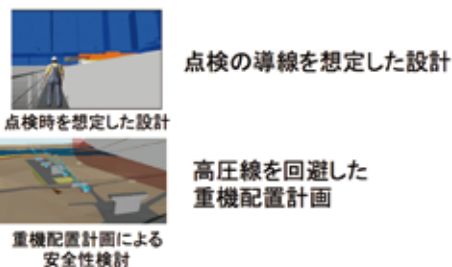 点検の導線を想定した設計
点検時を想定した設計
高圧線を回避した
重機配置計画
重機配置計画による
安全性検討